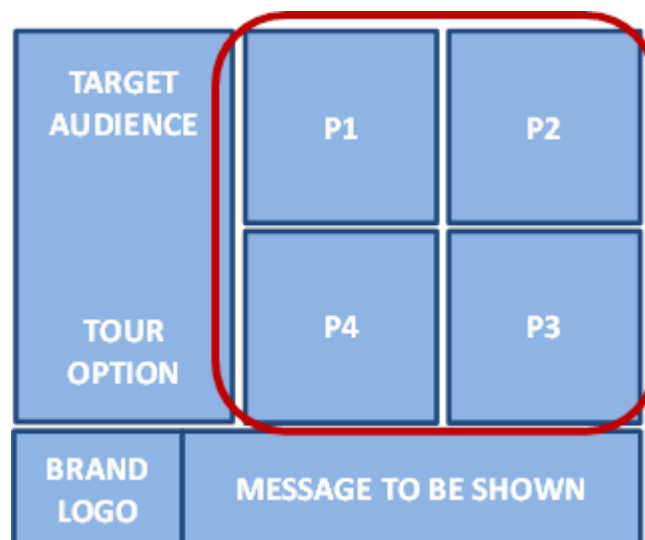 TARGET
AUDIENCE
TOUR
OPTION
P1
P2
P4
P3
BRAND
LOGO
MESSAGE TO BE SHOWN